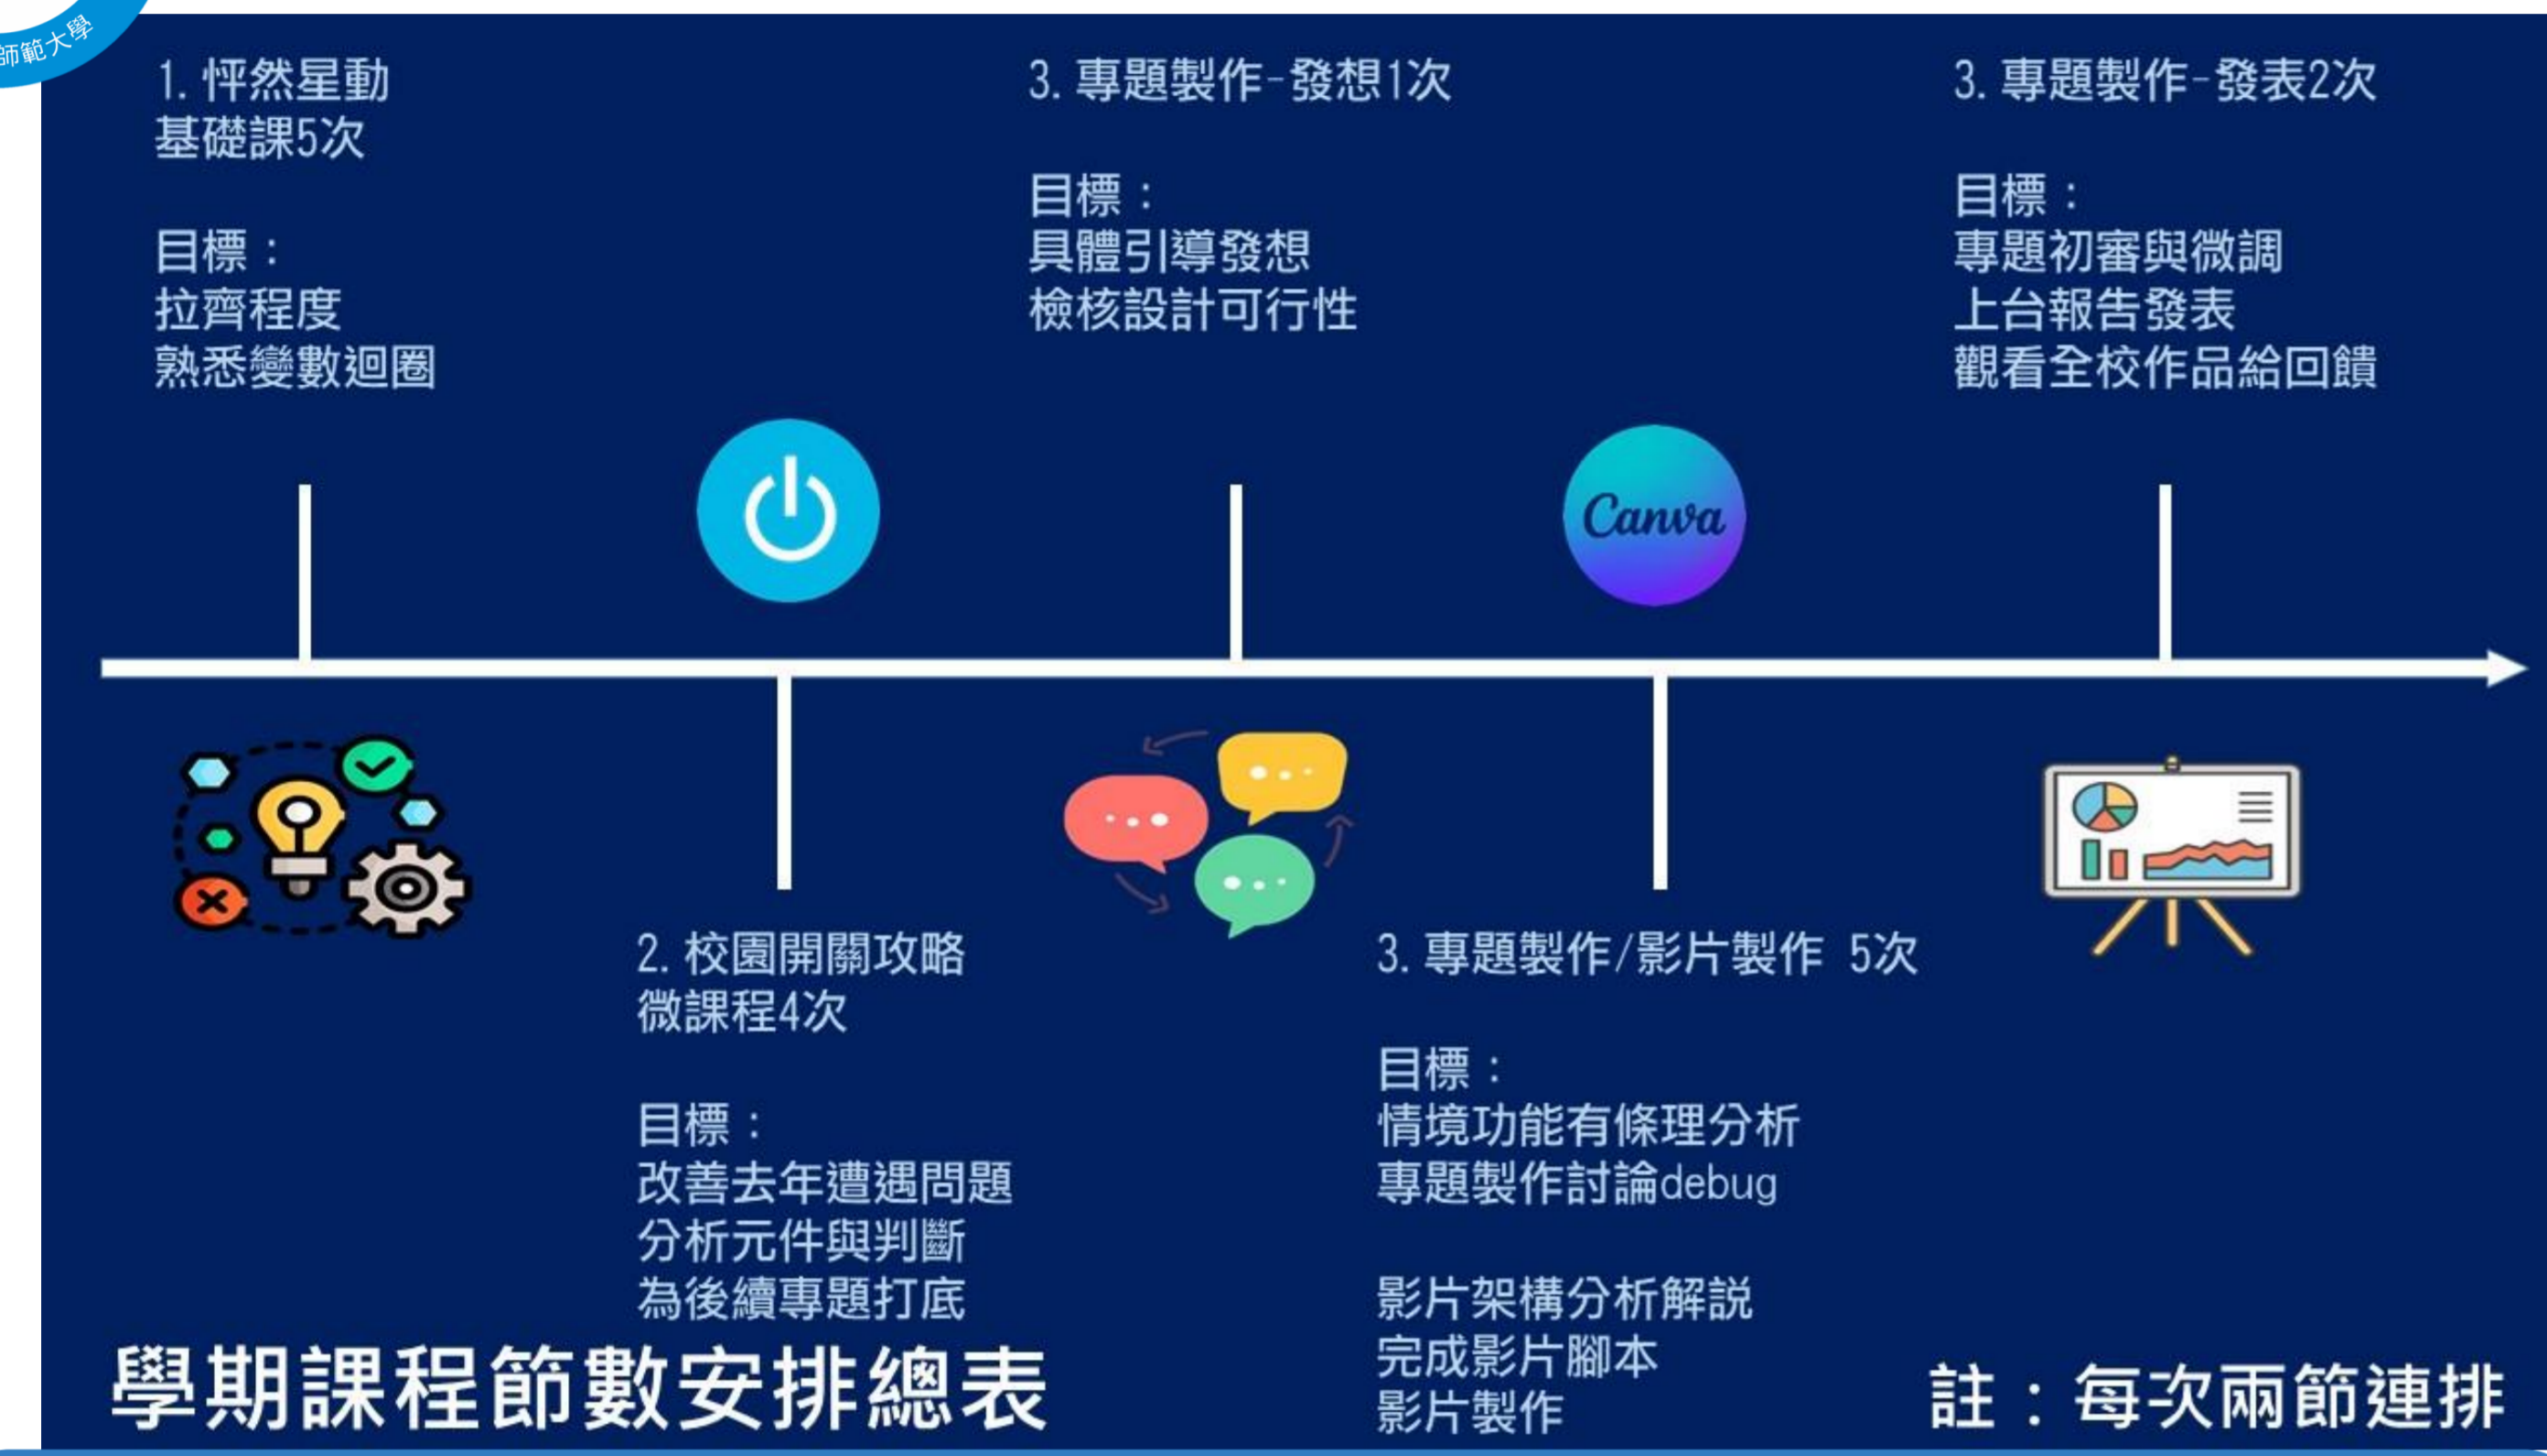 師範大學
1. 怦然星動
基礎課5次
目標：
拉齊程度
熟悉變數迴圈
3. 專題製作-發想1次
目標：
具體引導發想
檢核設計可行性
3. 專題製作-發表2次
目標：
專題初審與微調
上台報告發表
觀看全校作品給回饋
Canva
2. 校園開關攻略
微課程4次
目標：
改善去年遭遇問題
分析元件與判斷
為後續專題打底
3. 專題製作/影片製作 5次
目標：
情境功能有條理分析
專題製作討論debug
影片架構分析解説
完成影片腳本
影片製作
學期課程節數安排總表
註：每次兩節連排